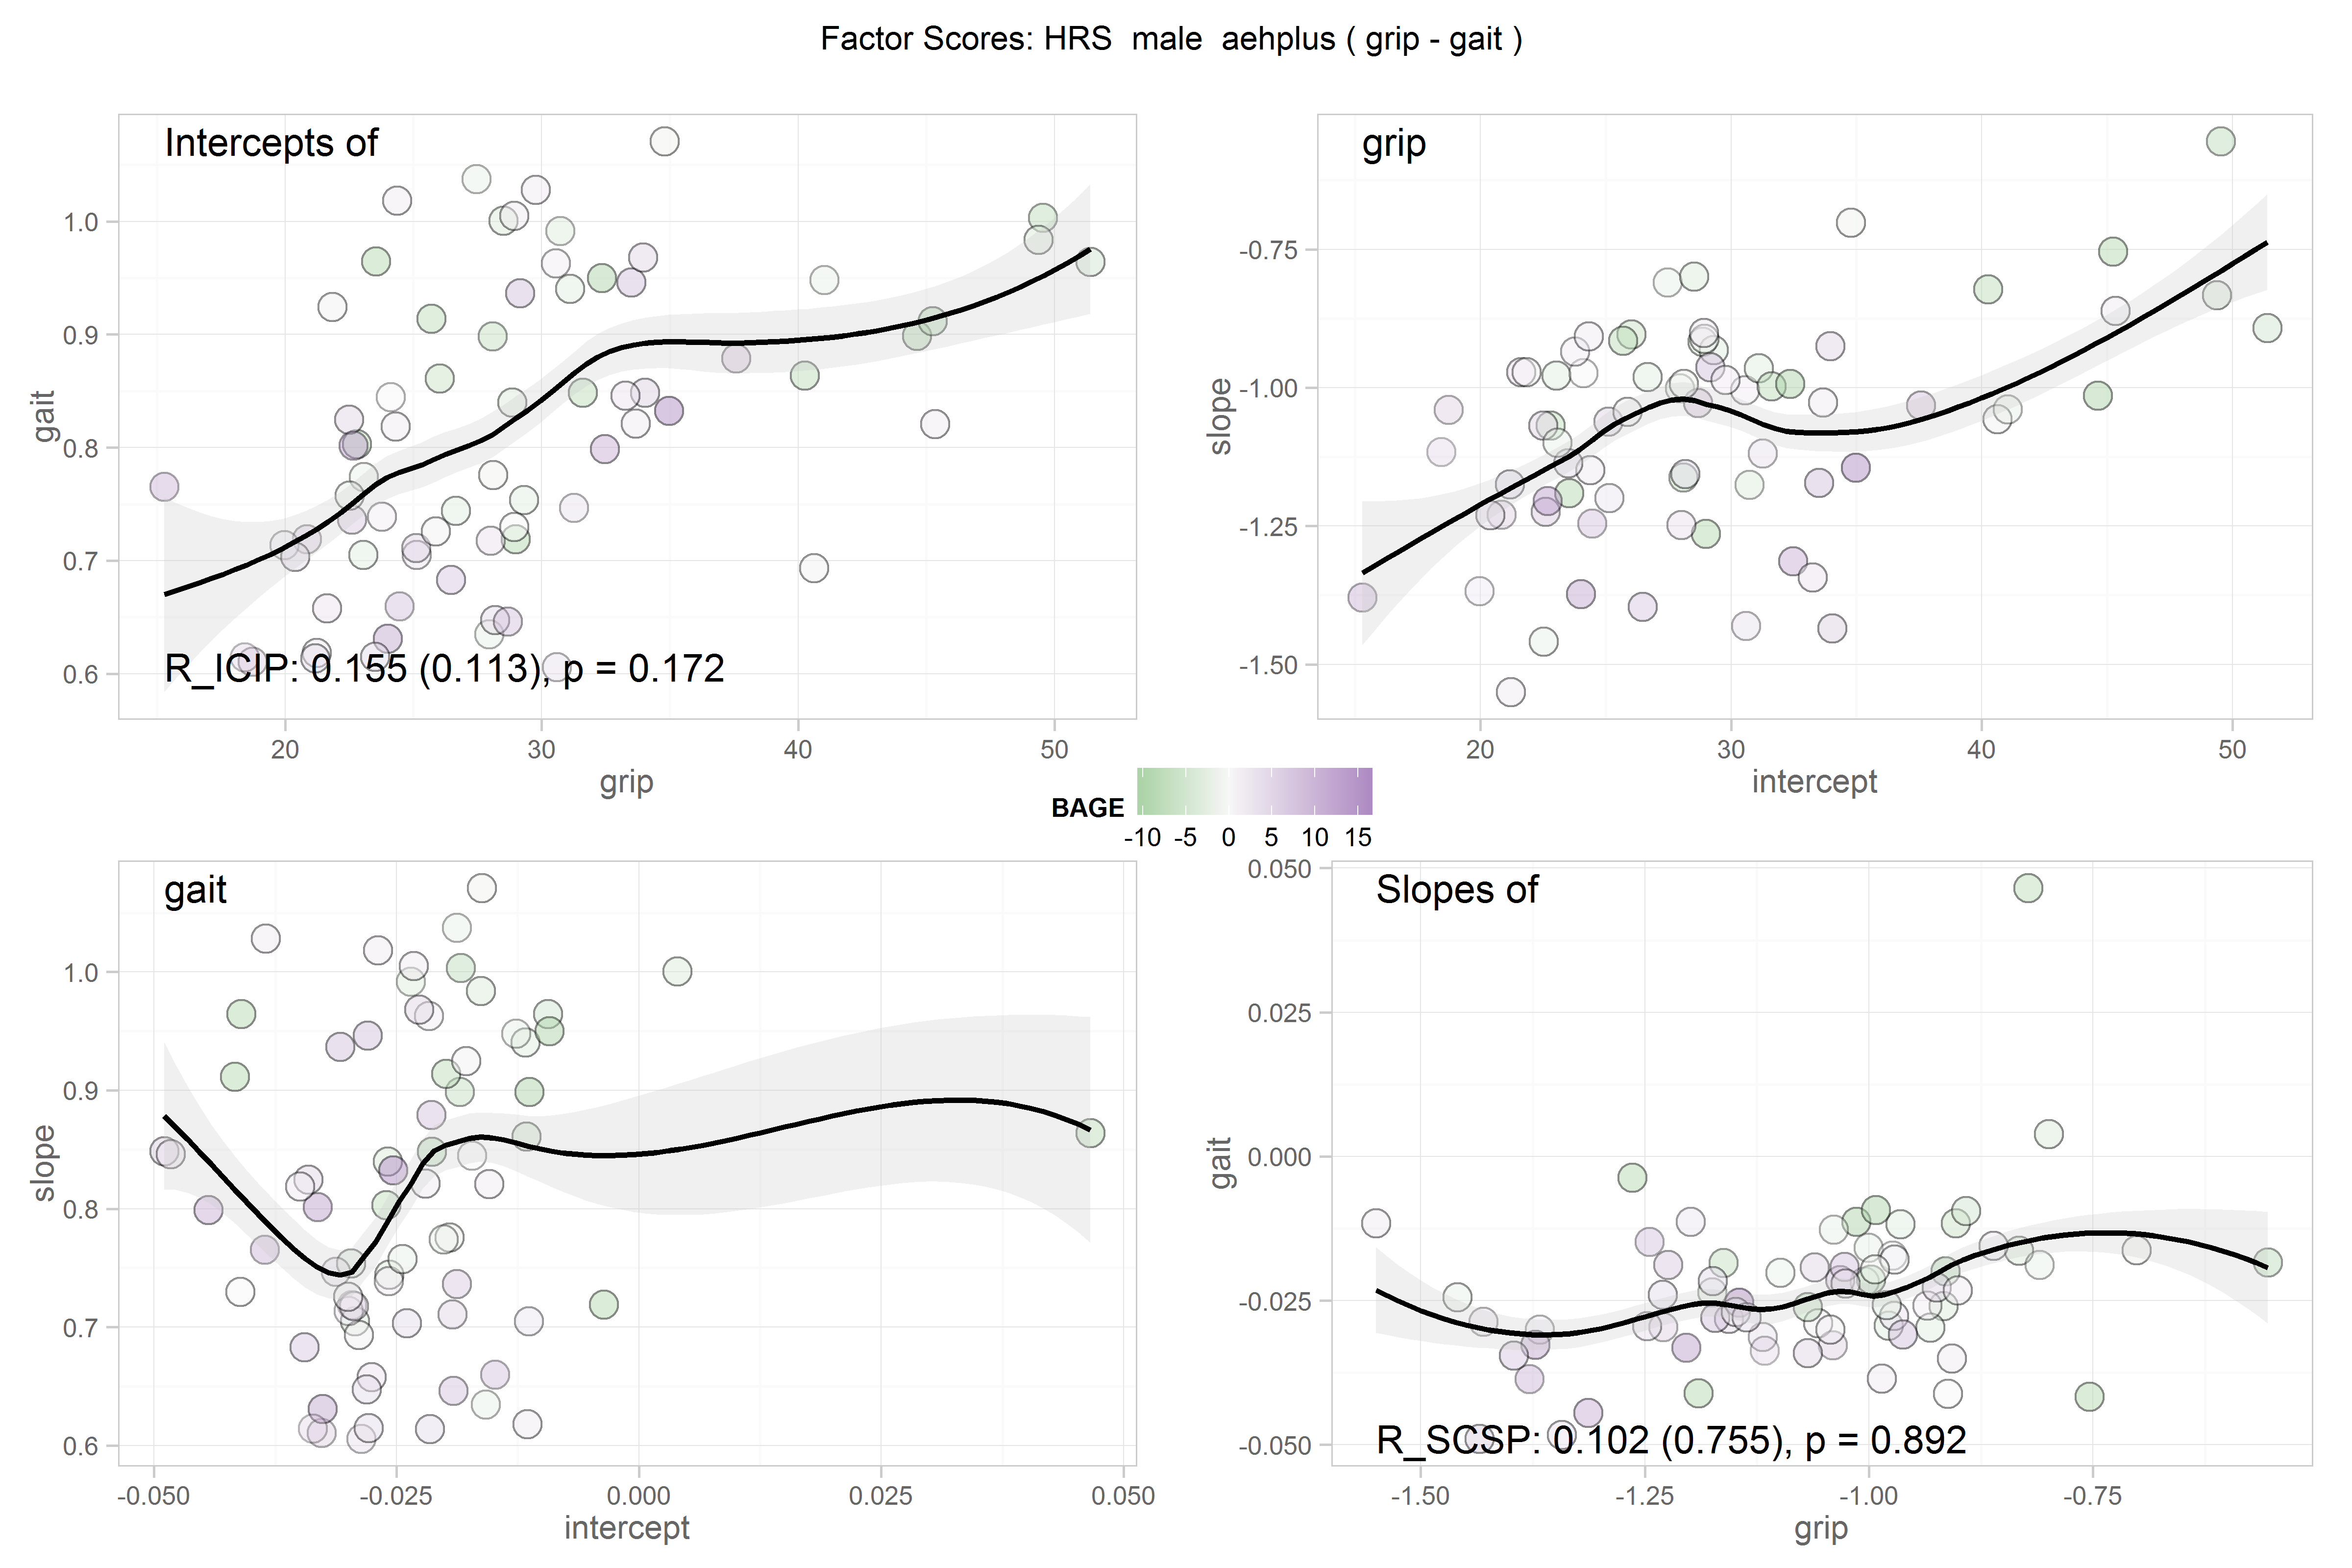 Factor Scores: HRS  male  aehplus ( grip - gait )
Intercepts of
gait
1.0
0.9
0.8
0.7
0.6
R_ICIP: 0.155 (0.113), p = 0.172
20 30 40 50
grip
grip
slope
-0.75
-1.00
-1.25
-1.50
20 30 40 50
intercept
BAGE
-10 -5 0 5 10 15
gait
slope
1.0
0.9
0.8
0.7
0.6
-0.050 -0.025 0.000 0.025 0.050
intercept
Slopes of
gait
0.050
0.025
0.000
-0.025
-0.050
R_SCSP: 0.102 (0.755), p = 0.892
-1.50 -1.25 -1.00 -0.75
grip